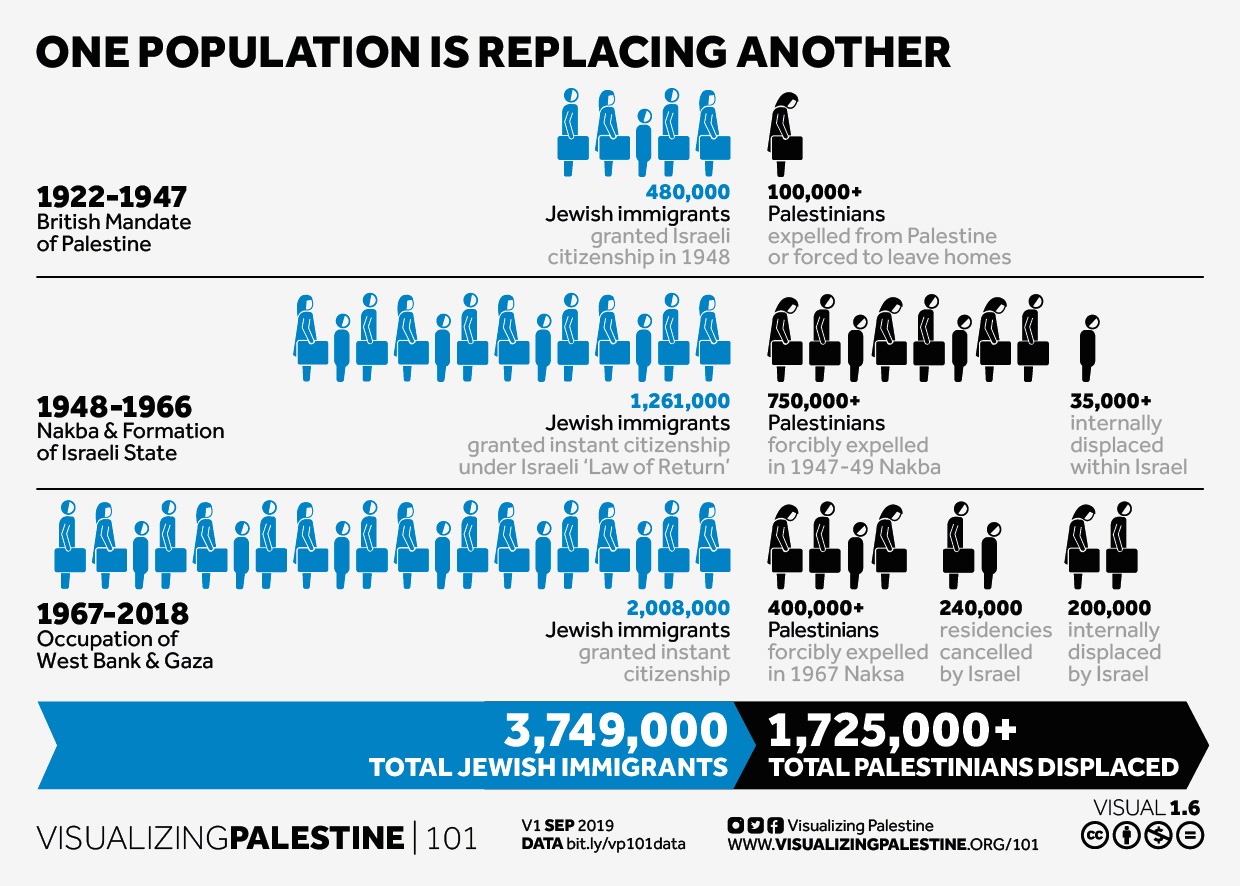 ONE POPULATION IS REPLACING ANOTHER
1922-1947
British Mandate
of Palestine
480,000
Jewish immigrants
granted Israeli
citizenship in 1948
100,000+
Palestinians
expelled from Palestine
or forced to leave homes
1948-1966
Nakba & Formation
of Israeli State
1,261,000
Jewish immigrants
granted instant citizenship
under Israeli ‘Law of Return’
750,000+
Palestinians
forcibly expelled
in 1947-49 Nakba
35,000+
internally
displaced
within Israel
1967-2018
Occupation of
West Bank & Gaza
2,008,000
Jewish immigrants
granted instant
citizenship
400,000+
Palestinians
forcibly expelled
in 1967 Naksa
240,000
residencies
cancelled
by Israel
200,000
internally
displaced
by Israel
3,749,000
TOTAL JEWISH IMMIGRANTS
1,725,000+
TOTAL PALESTINIANS DISPLACED
VISUALIZINGPALESTINE | 101
V1 SEP 2019
DATA bit.ly/vp101data
Visualizing Palestine
WWW.VISUALIZINGPALESTINE.ORG/101
VISUAL 1.6
cc